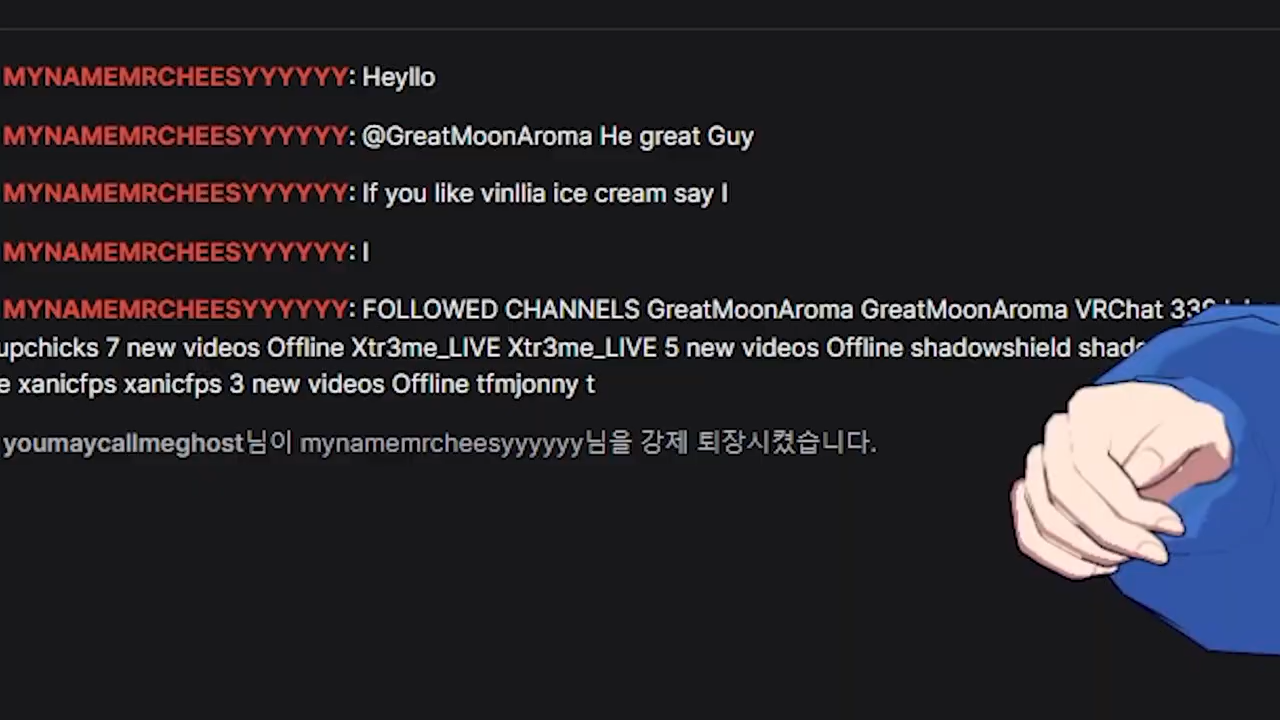 MYNAMEMRCHEESYYYYYY: Heyllo
MYNAMEMRCHEESYYYYYY: @GreatMoonAroma He great Guy
MYNAMEMRCHEESYYYYYY: If you like vinllia ice cream say I
MYNAMEMRCHEESYYYYYY: I
MYNAMEMRCHEESYYYYYY: FOLLOWED CHANNELS GreatMoonAroma GreatMoonAroma VRChat
upchicks 7 new videos Offline Xtr3me_LIVE Xtr3me_LIVE 5 new videos Offline shadowshield
e xanicfps xanicfps 3 new videos Offline tfmjonny t
youmaycallmeghost님이 mynamemrcheesyyyyyy님을 강제 퇴장시켰습니다.